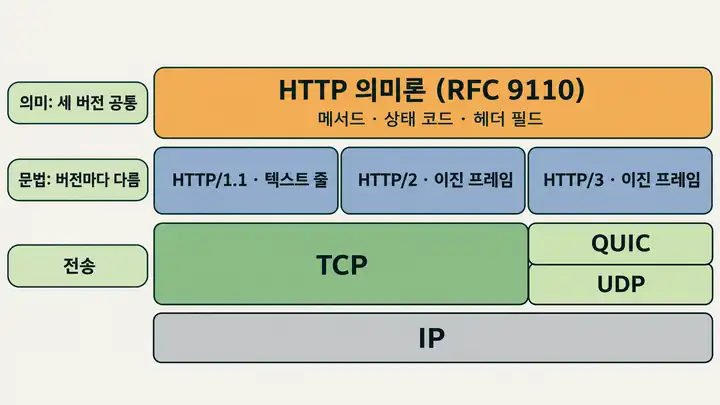 HTTP 의미론 (RFC 9110)
의미: 세 버전 공통
메서드 · 상태 코드 · 헤더 필드
문법: 버전마다 다름
HTTP/1.1 · 텍스트 줄
HTTP/2 · 이진 프레임
HTTP/3 · 이진 프레임
전송
TCP
QUIC
UDP
IP